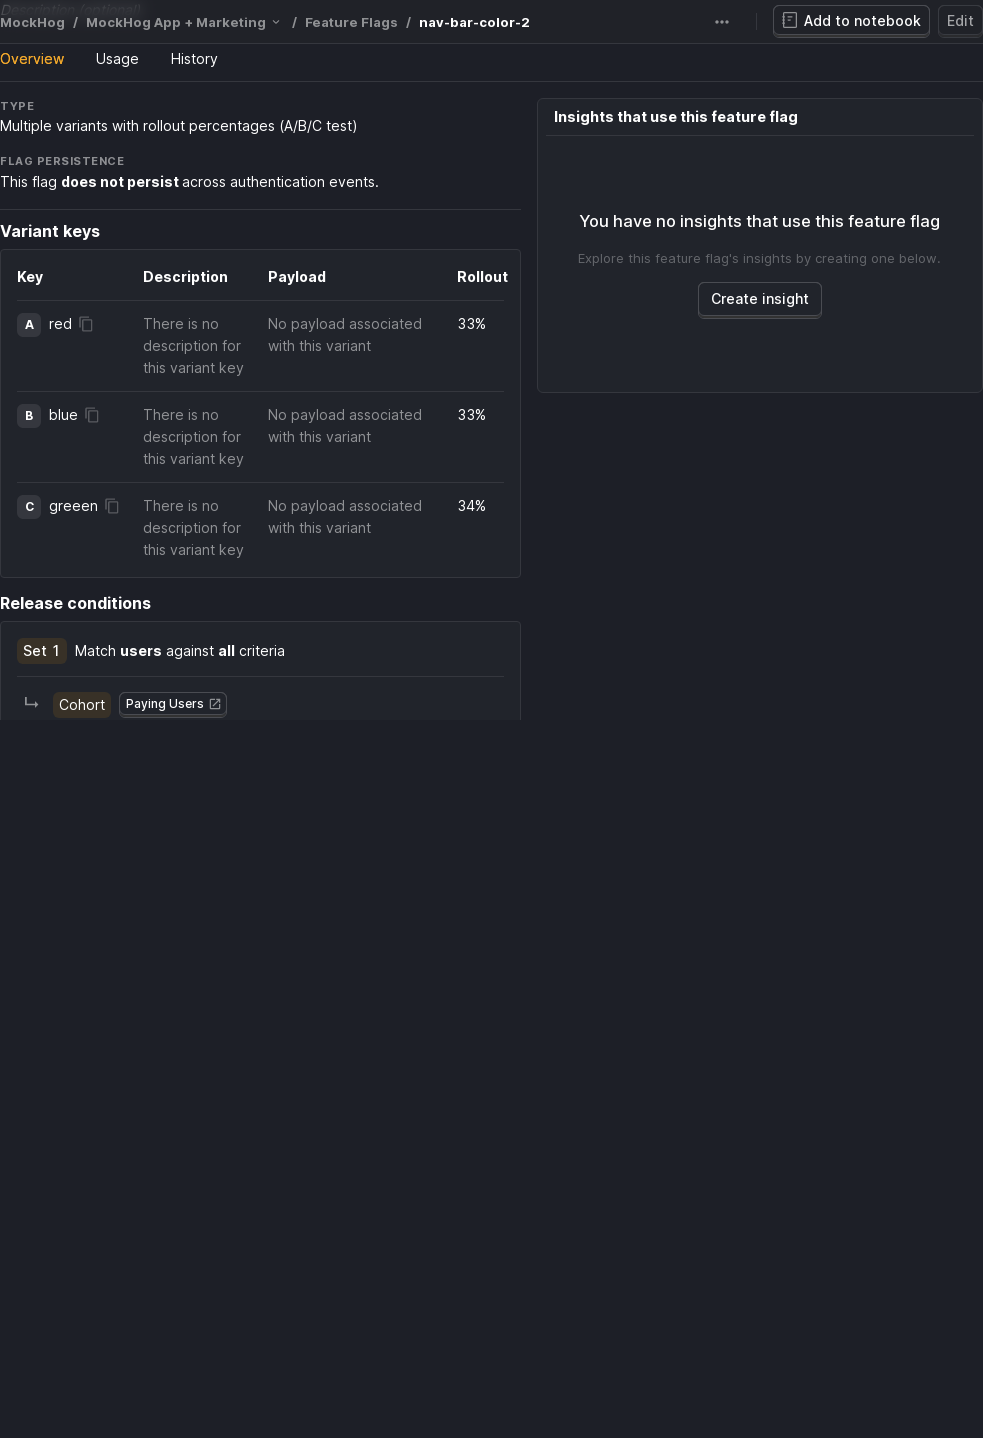 Description (optional)
MockHog / MockHog App + Marketing / Feature Flags / nav-bar-color-2
Add to notebook
Edit
Overview
Usage
History
TYPE
Multiple variants with rollout percentages (A/B/C test)
FLAG PERSISTENCE
This flag does not persist across authentication events.
Variant keys
Key Description Payload Rollout
A red There is no No payload associated 33%
description for with this variant
this variant key
B blue There is no No payload associated 33%
description for with this variant
this variant key
C greeen There is no No payload associated 34%
description for with this variant
this variant key
Release conditions
Set 1 Match users against all criteria
Cohort Paying Users
Insights that use this feature flag
You have no insights that use this feature flag
Explore this feature flag's insights by creating one below.
Create insight